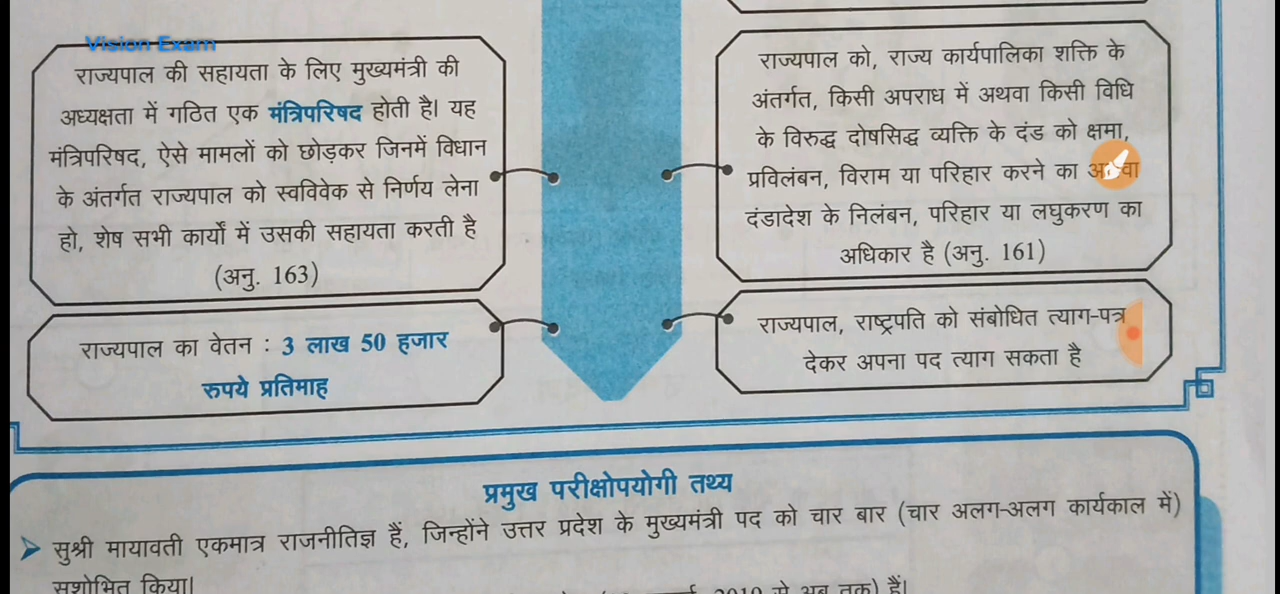 Vision Exam
राज्यपाल की सहायता के लिए मुख्यमंत्री की
अध्यक्षता में गठित एक मंत्रिपरिषद होती है। यह
मंत्रिपरिषद, ऐसे मामलों को छोड़कर जिनमें विधान
के अंतर्गत राज्यपाल को स्वविवेक से निर्णय लेना
हो, शेष सभी कार्यों में उसकी सहायता करती है
(अनु. 163)
राज्यपाल का वेतन : 3 लाख 50 हजार
रुपये प्रतिमाह
राज्यपाल को, राज्य कार्यपालिका शक्ति के
अंतर्गत, किसी अपराध में अथवा किसी विधि
के विरुद्ध दोषसिद्ध व्यक्ति के दंड को क्षमा,
प्रविलंबन, विराम या परिहार करने का
दंडादेश के निलंबन, परिहार या लघुकरण का
अधिकार है (अनु. 161)
राज्यपाल, राष्ट्रपति को संबोधित त्याग-पत्र
देकर अपना पद त्याग सकता है
प्रमुख परीक्षोपयोगी तथ्य
सुश्री मायावती एकमात्र राजनीतिज्ञ हैं, जिन्होंने उत्तर प्रदेश के मुख्यमंत्री पद को चार बार (चार अलग-अलग कार्यकाल में)
सुशोभित किया।
2019 से अब तक) हैं।